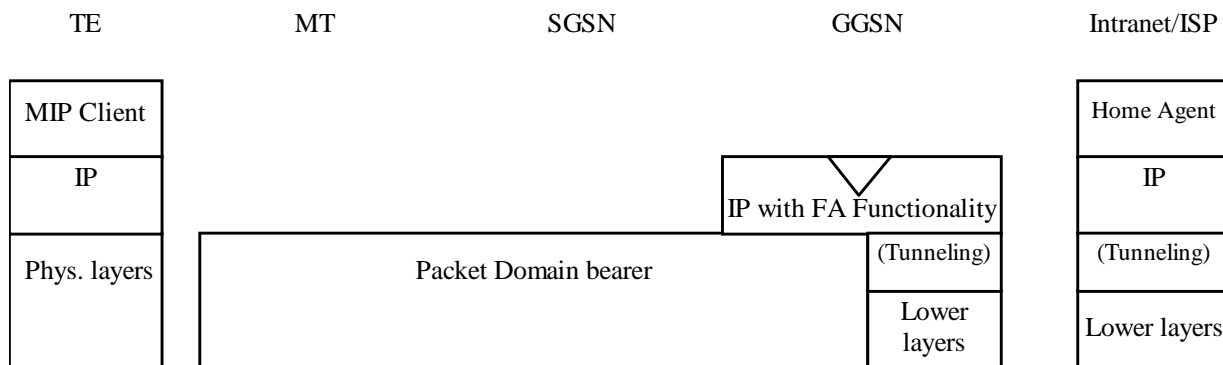 TE MT SGSN GGSN Intranet/ISP
MIP Client Home Agent
IP IP
IP with FA Functionality
Phys. layers Packet Domain bearer (Tunneling) (Tunneling)
Lower
layers Lower layers